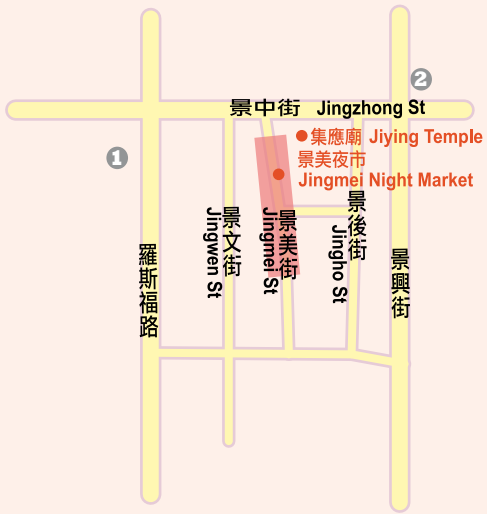 2
景中街 Jingzhong St
集應廟 Jiying Temple
1
景美夜市
Jingmei Night Market
景後街
Jingho St
景美街
Jingmei St
景文街
Jingwen St
羅斯福路
景興街